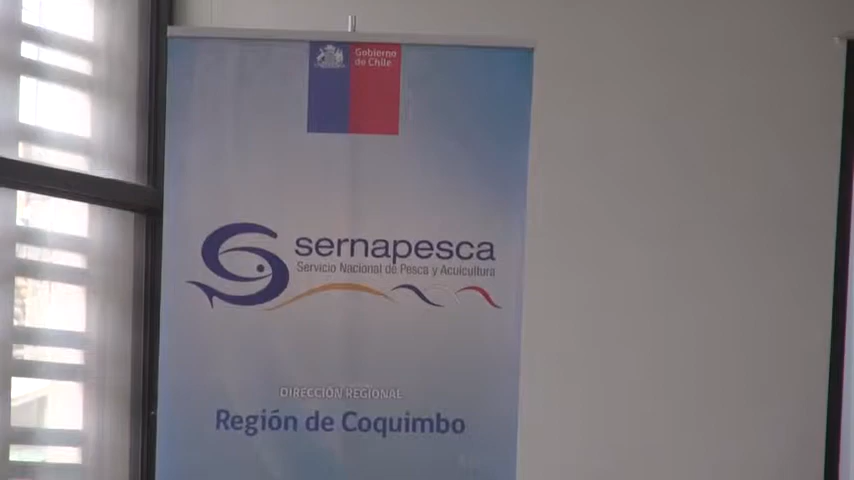 Gobierno
de Chile
sernapesca
Servicio Nacional de Pesca y Acuicultura
DIRECCIÓN REGIONAL
Región de Coquimbo